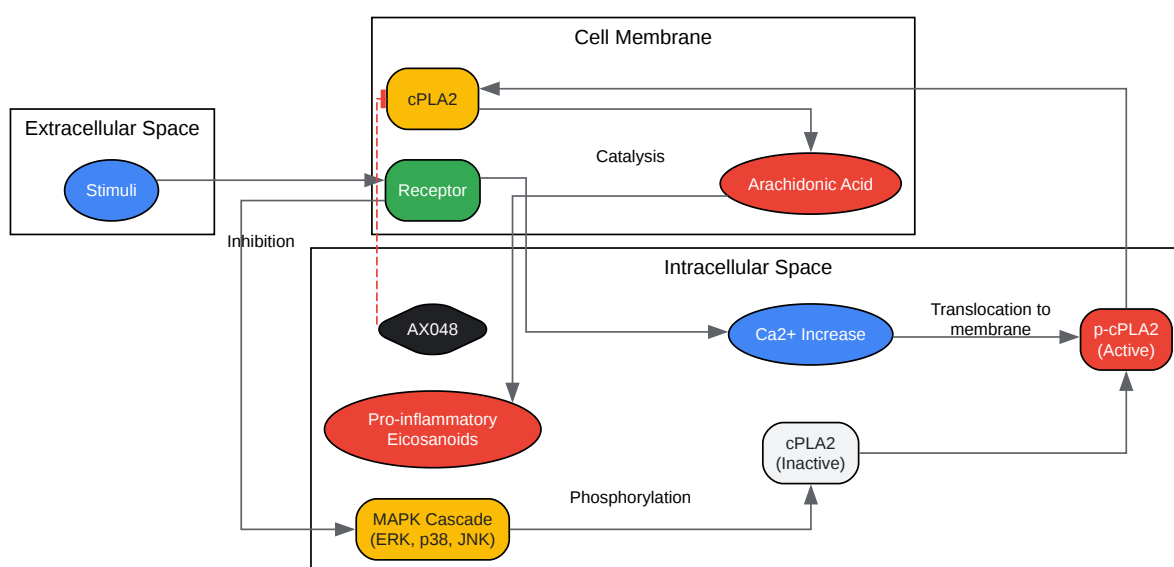 Cell Membrane
cPLA2
Extracellular Space
Catalysis
Stimuli
Receptor
Arachidonic Acid
Inhibition
Intracellular Space
AX048
Ca2+ Increase
Translocation to
membrane
p-cPLA2
(Active)
Pro-inflammatory
Eicosanoids
cPLA2
(Inactive)
Phosphorylation
MAPK Cascade
(ERK, p38, JNK)